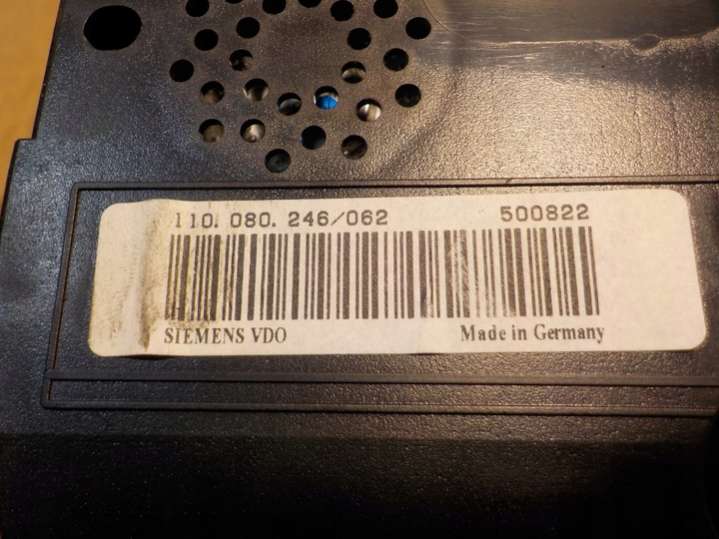 110. 080. 246/062 500822
SIEMENS VDO Made in Germany